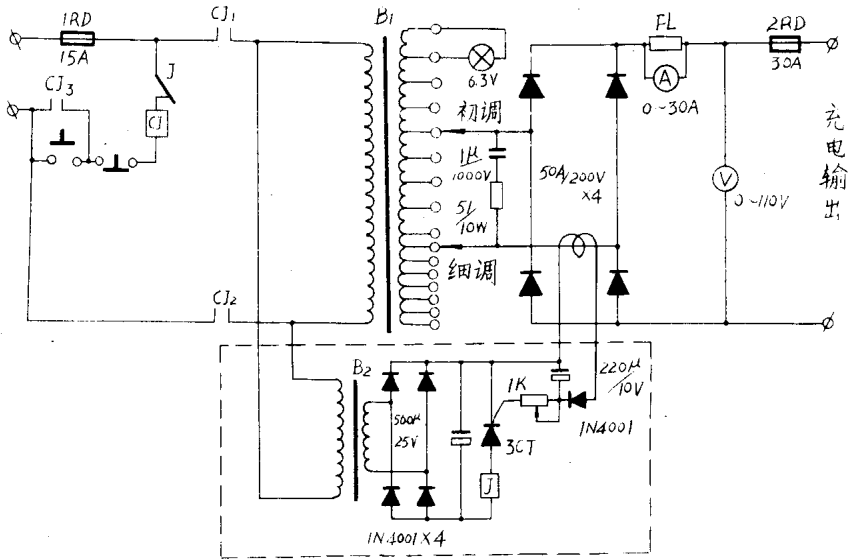 1RD
15A
CJ₁
B₁
FL
2RD
30A
J
CJ₃
CJ
6.3V
A
0~30A
初调
1μ/1000V
50A/200V
×4
V
0~110V
充电输出
51/10W
细调
CJ₂
B₂
500μ
25V
1K
220μ/10V
1N4001
3CT
J
1N4001×4